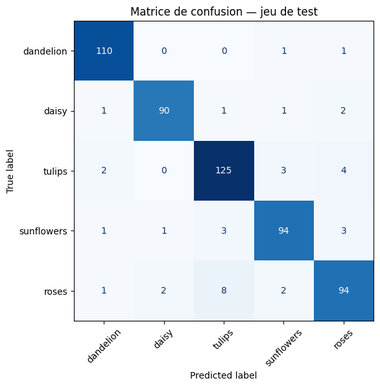 Matrice de confusion — jeu de test
True label
dandelion 110 0 0 1 1
daisy 1 90 1 1 2
tulips 2 0 125 3 4
sunflowers 1 1 3 94 3
roses 1 2 8 2 94
dandelion daisy tulips sunflowers roses
Predicted label